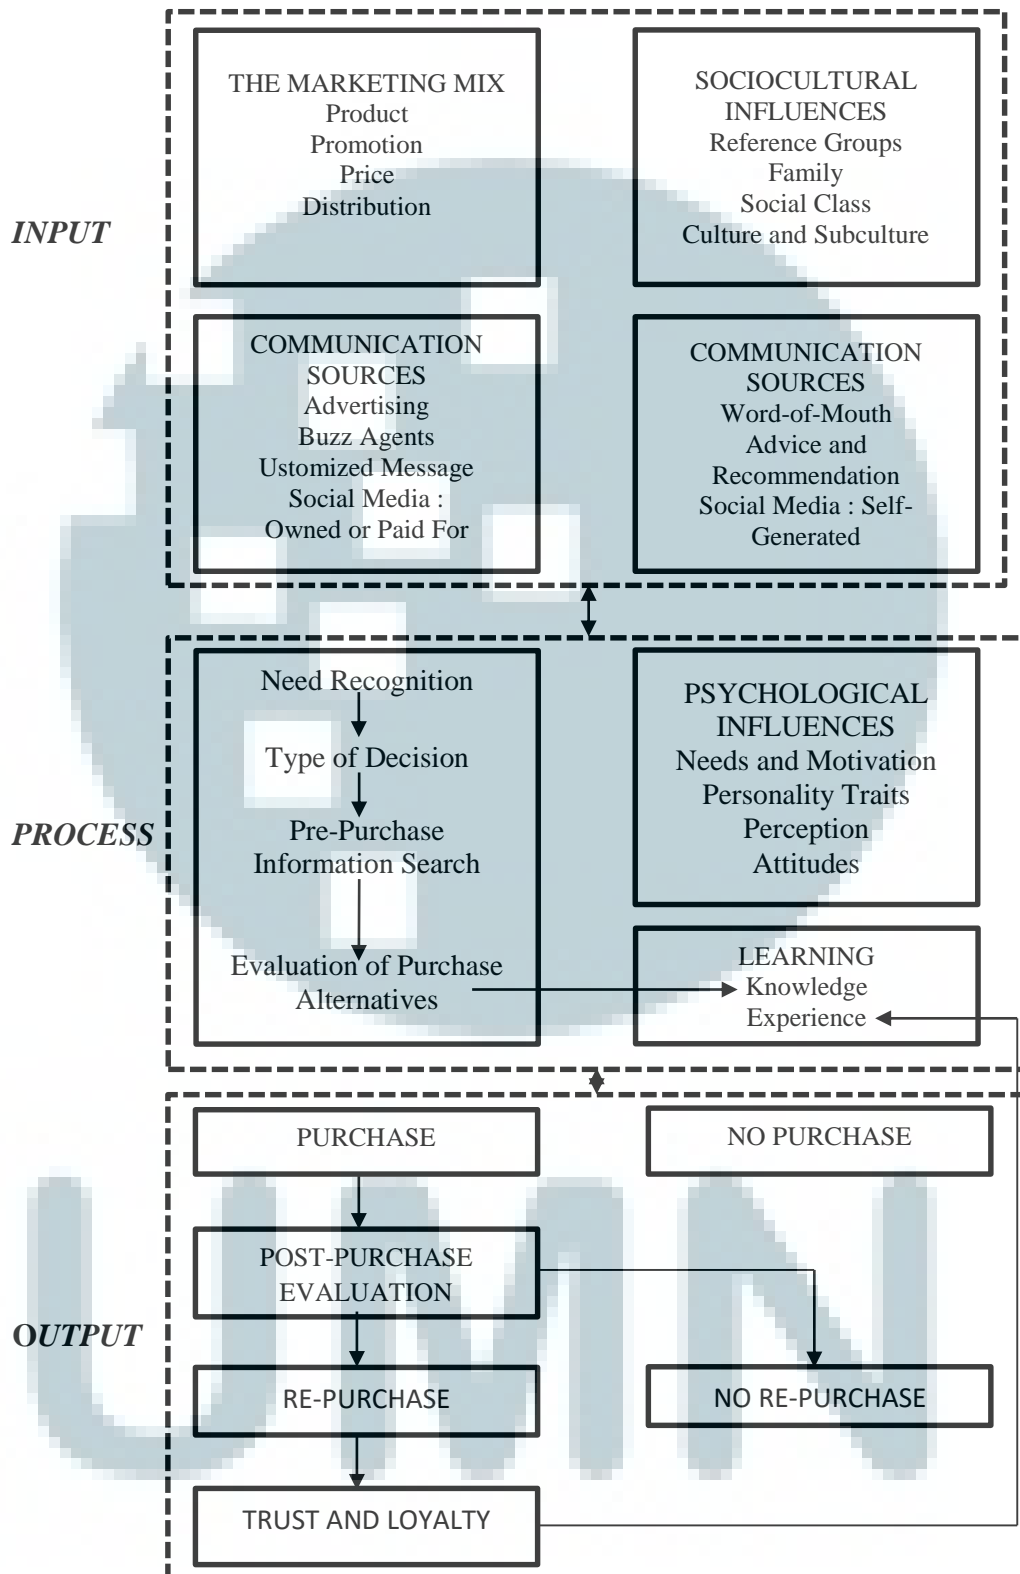 INPUT
THE MARKETING MIX
Product
Promotion
Price
Distribution
SOCIOCULTURAL
INFLUENCES
Reference Groups
Family
Social Class
Culture and Subculture
COMMUNICATION
SOURCES
Advertising
Buzz Agents
Ustomized Message
Social Media :
Owned or Paid For
COMMUNICATION
SOURCES
Word-of-Mouth
Advice and
Recommendation
Social Media : Self-
Generated
PROCESS
Need Recognition
Type of Decision
Pre-Purchase
Information Search
Evaluation of Purchase
Alternatives
PSYCHOLOGICAL
INFLUENCES
Needs and Motivation
Personality Traits
Perception
Attitudes
LEARNING
Knowledge
Experience
OUTPUT
PURCHASE
NO PURCHASE
POST-PURCHASE
EVALUATION
RE-PURCHASE
NO RE-PURCHASE
TRUST AND LOYALTY
UMN